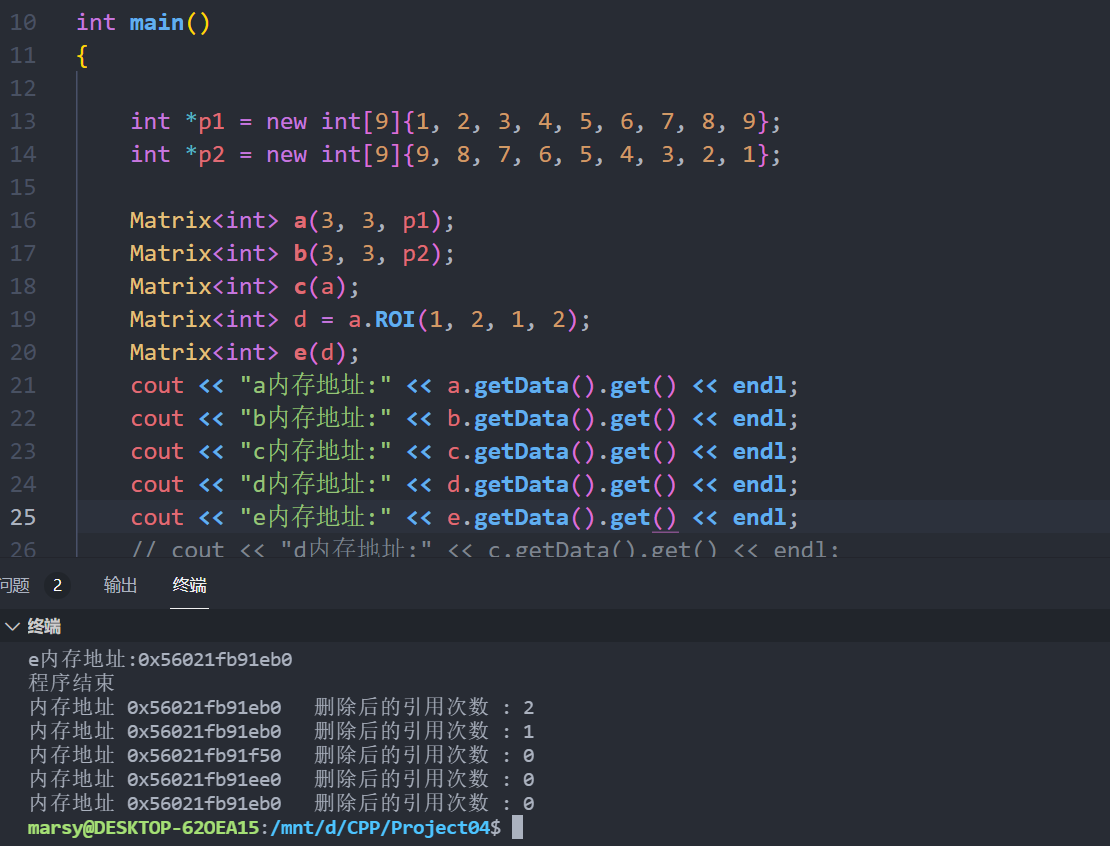 10 int main()
11 {
12
13 int *p1 = new int[9]{1, 2, 3, 4, 5, 6, 7, 8, 9};
14 int *p2 = new int[9]{9, 8, 7, 6, 5, 4, 3, 2, 1};
15
16 Matrix<int> a(3, 3, p1);
17 Matrix<int> b(3, 3, p2);
18 Matrix<int> c(a);
19 Matrix<int> d = a.ROI(1, 2, 1, 2);
20 Matrix<int> e(d);
21 cout << "a内存地址:" << a.getData().get() << endl;
22 cout << "b内存地址:" << b.getData().get() << endl;
23 cout << "c内存地址:" << c.getData().get() << endl;
24 cout << "d内存地址:" << d.getData().get() << endl;
25 cout << "e内存地址:" << e.getData().get() << endl;
26 // cout << "d内存地址:" << c.getData().get() << endl;
问题 2 输出 终端
终端
e内存地址:0x56021fb91eb0
程序结束
内存地址 0x56021fb91eb0 删除后的引用次数 : 2
内存地址 0x56021fb91eb0 删除后的引用次数 : 1
内存地址 0x56021fb91f50 删除后的引用次数 : 0
内存地址 0x56021fb91ee0 删除后的引用次数 : 0
内存地址 0x56021fb91eb0 删除后的引用次数 : 0
marsy@DESKTOP-62OEA15:/mnt/d/CPP/Project04$